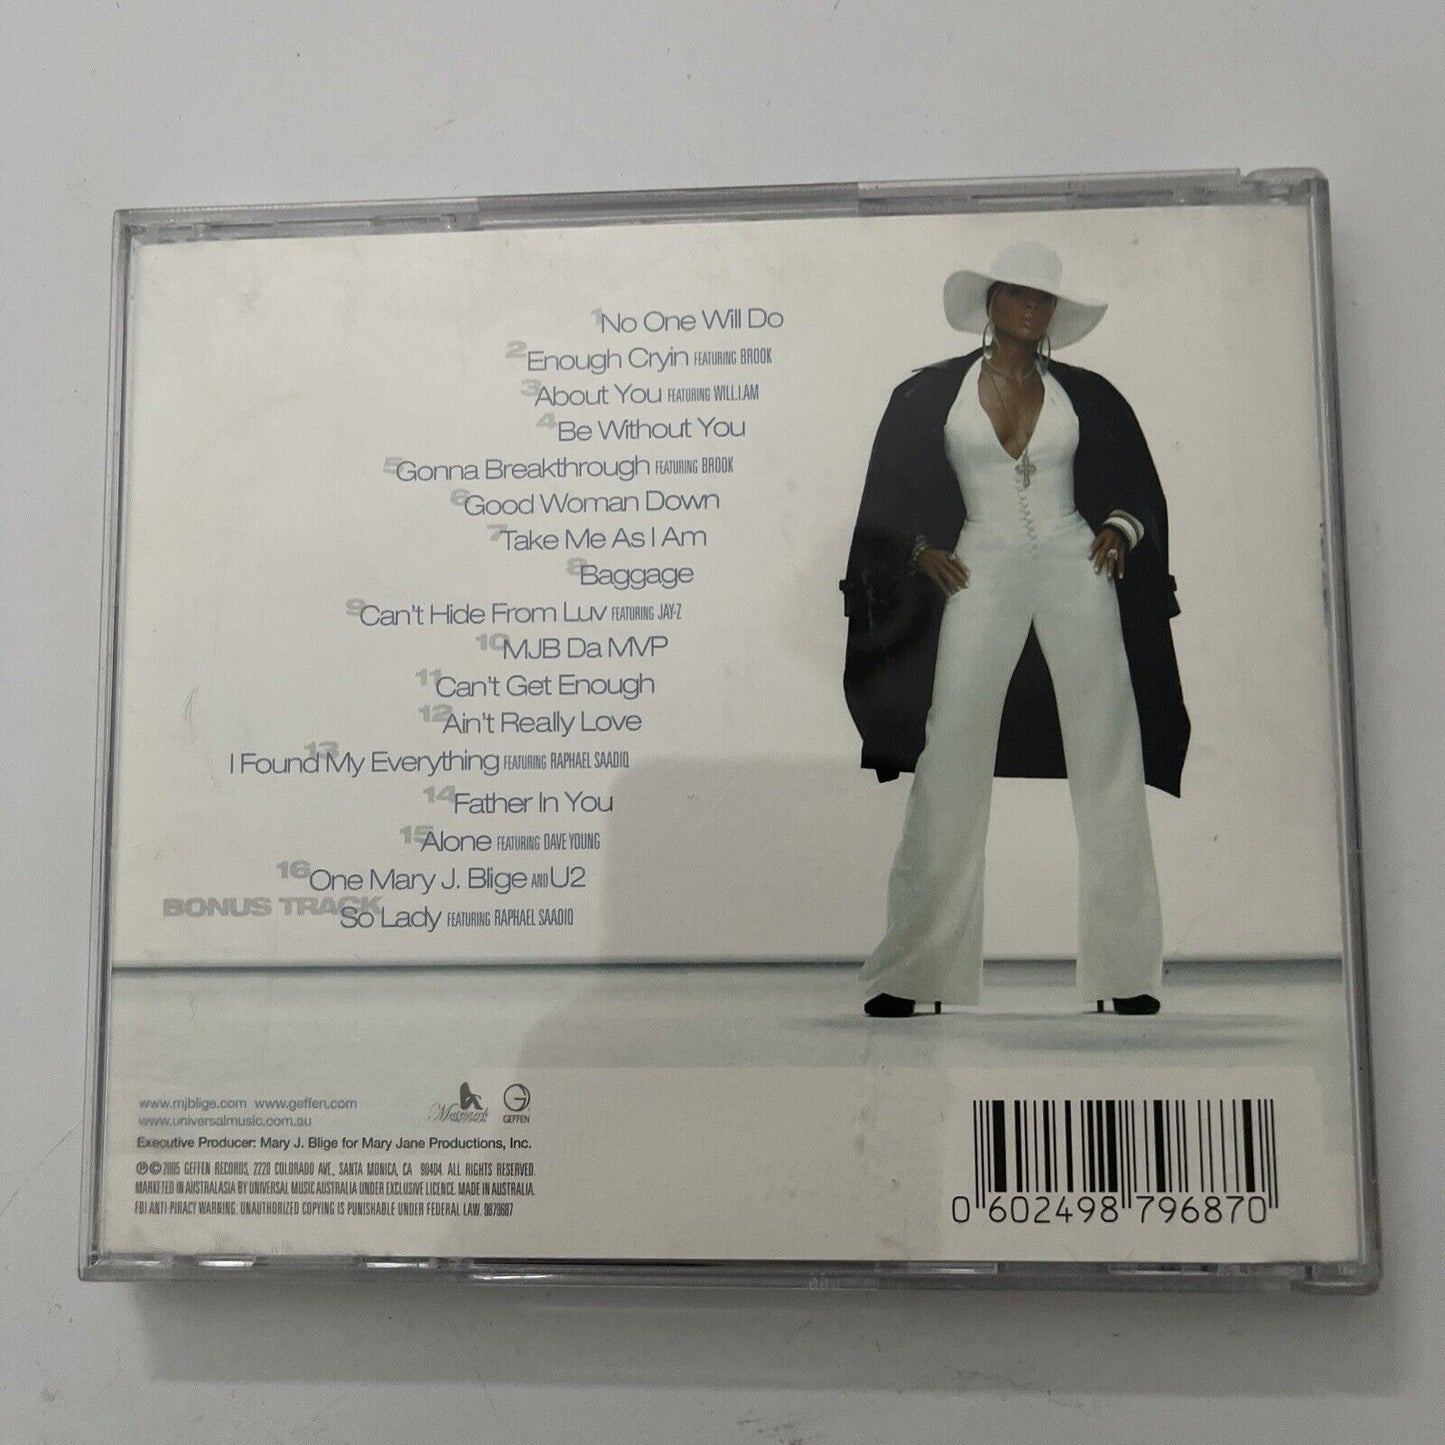 1 No One Will Do
2 Enough Cryin FEATURING BROOK
3 About You FEATURING WILL.I.AM
4 Be Without You
5 Gonna Breakthrough FEATURING BROOK
6 Good Woman Down
7 Take Me As I Am
8 Baggage
9 Can't Hide From Luv FEATURING JAY-Z
10 MJB Da MVP
11 Can't Get Enough
12 Ain't Really Love
13 I Found My Everything FEATURING RAPHAEL SAADIQ
14 Father In You
15 Alone FEATURING DAVE YOUNG
16 One Mary J. Blige AND U2
BONUS TRACK So Lady FEATURING RAPHAEL SAADIQ
www.mjblige.com www.geffen.com
www.universalmusic.com.au
Matriarch
GEFFEN
Executive Producer: Mary J. Blige for Mary Jane Productions, Inc.
℗©2005 GEFFEN RECORDS, 2220 COLORADO AVE., SANTA MONICA, CA 90404. ALL RIGHTS RESERVED.
MARKETED IN AUSTRALASIA BY UNIVERSAL MUSIC AUSTRALIA UNDER EXCLUSIVE LICENCE. MADE IN AUSTRALIA.
FBI ANTI-PIRACY WARNING. UNAUTHORIZED COPYING IS PUNISHABLE UNDER FEDERAL LAW. 9879687
0 602498 796870